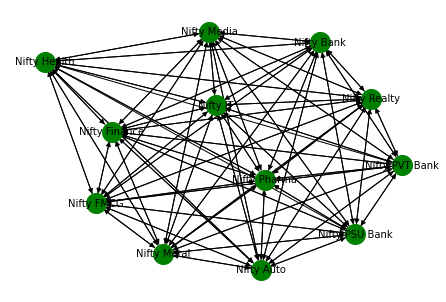 Nifty Media
Nifty Bank
Nifty Health
Nifty Realty
Nifty
Nifty Finance
Nifty PVT Bank
Nifty Pharma
Nifty FMCG
Nifty PSU Bank
Nifty Metal
Nifty Auto